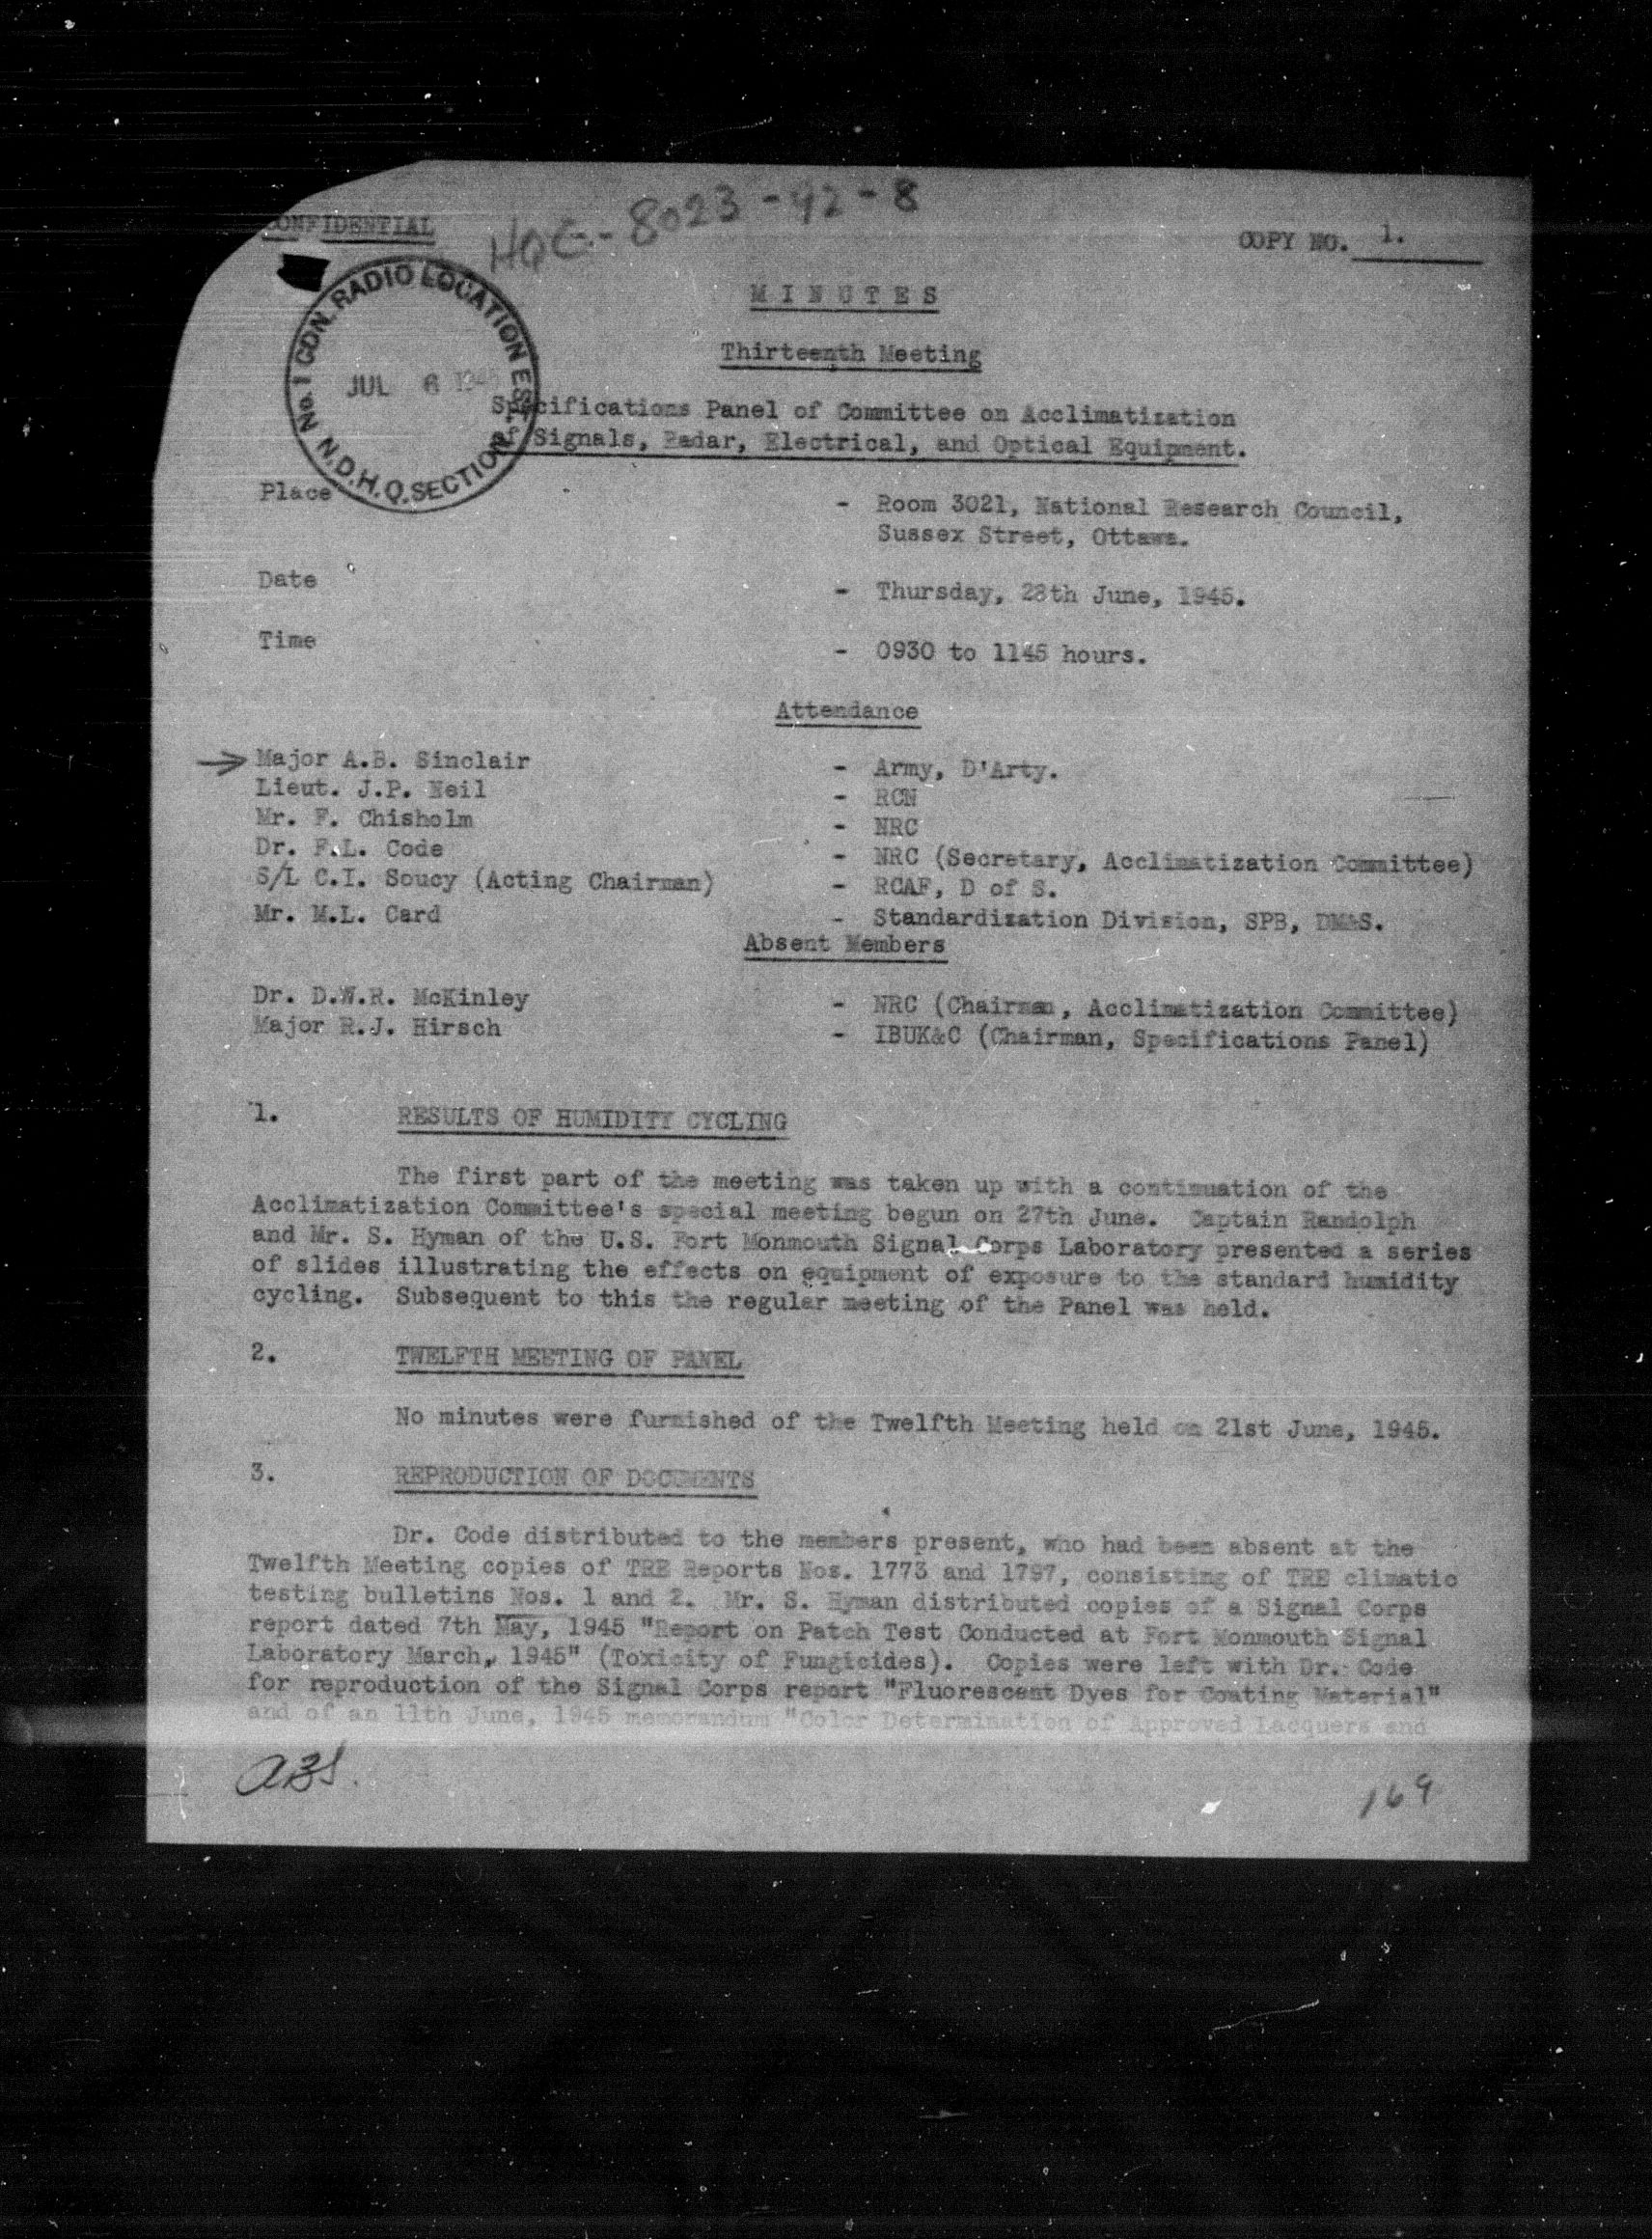 CONFIDENTIAL
HQC-8023-92-8
COPY NO. 1.
No. 1 CDN. RADIO LOCATION EST.
JUL 6 1945
N.D.H.Q. SECTION
MINUTES
Thirteenth Meeting
Specifications Panel of Committee on Acclimatization
of Signals, Radar, Electrical, and Optical Equipment.
Place - Room 3021, National Research Council,
Sussex Street, Ottawa.
Date - Thursday, 28th June, 1945.
Time - 0930 to 1145 hours.
Attendance
Major A.B. Sinclair - Army, D'Arty.
Lieut. J.P. Neil - RCN
Mr. F. Chisholm - NRC
Dr. F.L. Code - NRC (Secretary, Acclimatization Committee)
S/L C.I. Soucy (Acting Chairman) - RCAF, D of S.
Mr. M.L. Card - Standardization Division, SPB, DM&S.
Absent Members
Dr. D.W.R. McKinley - NRC (Chairman, Acclimatization Committee)
Major R.J. Hirsch - IBUK&C (Chairman, Specifications Panel)
1. RESULTS OF HUMIDITY CYCLING
The first part of the meeting was taken up with a continuation of the
Acclimatization Committee's special meeting begun on 27th June. Captain Randolph
and Mr. S. Hyman of the U.S. Fort Monmouth Signal Corps Laboratory presented a series
of slides illustrating the effects on equipment of exposure to the standard humidity
cycling. Subsequent to this the regular meeting of the Panel was held.
2. TWELFTH MEETING OF PANEL
No minutes were furnished of the Twelfth Meeting held on 21st June, 1945.
3. REPRODUCTION OF DOCUMENTS
Dr. Code distributed to the members present, who had been absent at the
Twelfth Meeting copies of TRE Reports Nos. 1773 and 1797, consisting of TRE climatic
testing bulletins Nos. 1 and 2. Mr. S. Hyman distributed copies of a Signal Corps
report dated 7th May, 1945 "Report on Patch Test Conducted at Fort Monmouth Signal
Laboratory March, 1945" (Toxicity of Fungicides). Copies were left with Dr. Code
for reproduction of the Signal Corps report "Fluorescent Dyes for Coating Material"
and of an 11th June, 1945 memorandum "Color Determination of Approved Lacquers and
ABS.
169